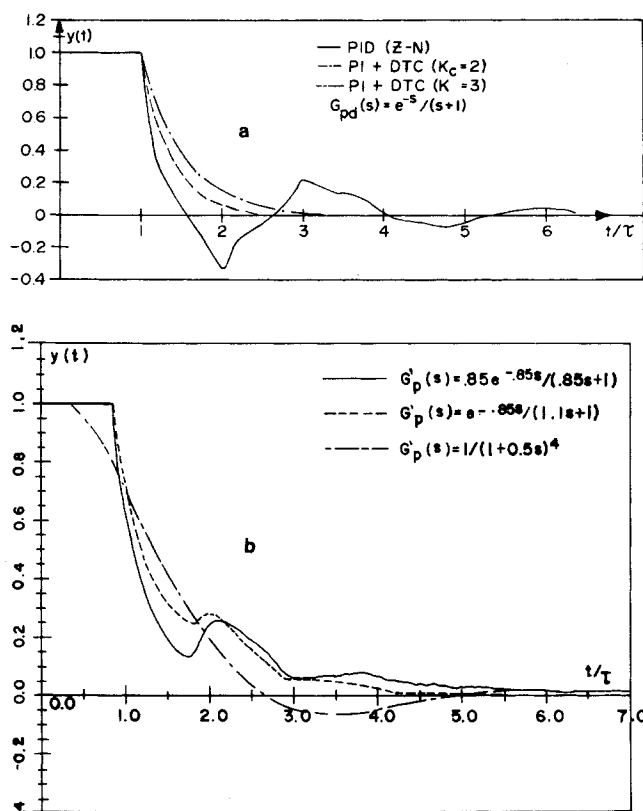 y(t)
1.0
0.8
0.6
0.4
0.2
0
-0.2
-0.4
1 2 3 4 5 6
t/τ
PID (Z-N)
PI + DTC (Kc=2)
PI + DTC (K =3)
Gpd(s) = e^-s/(s+1)
a
y(t)
1.2
1.0
0.8
0.6
0.4
0.2
0.0
-0.2
.4
0.0 1.0 2.0 3.0 4.0 5.0 6.0 7.0
t/τ
G'p(s) = .85e^-.85s/(.85s+1)
G'p(s) = e^-.85s/(1.1s+1)
G'p(s) = 1/(1+0.5s)^4
b